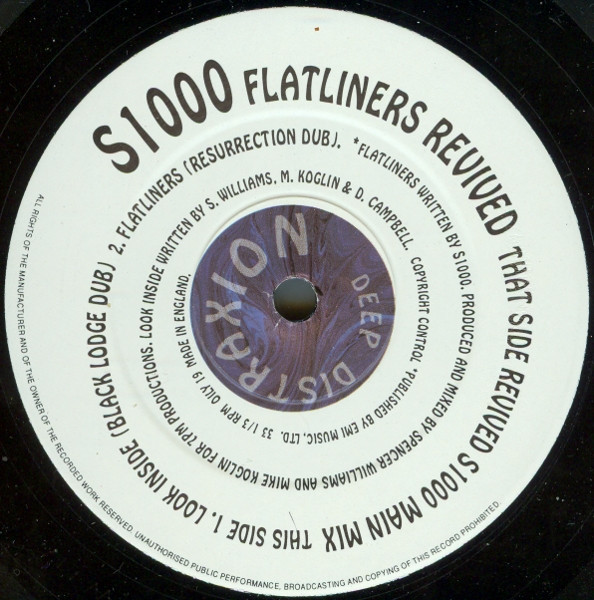 S1000 FLATLINERS REVIVED THAT SIDE REVIVED S1000 MAIN MIX THIS SIDE 1. LOOK INSIDE (BLACK LODGE DUB) 2. FLATLINERS (RESURRECTION DUB).
*FLATLINERS WRITTEN BY S1000. PRODUCED AND MIXED BY SPENCER WILLIAMS AND MIKE KOGLIN FOR 7PM PRODUCTIONS. LOOK INSIDE WRITTEN BY S. WILLIAMS, M. KOGLIN & D. CAMPBELL. COPYRIGHT CONTROL *PUBLISHED BY EMI MUSIC, LTD. 33 1/3 RPM OILY 19 MADE IN ENGLAND.
DEEP DISTRAXION
ALL RIGHTS OF THE MANUFACTURER AND OF THE OWNER OF THE RECORDED WORK RESERVED. UNAUTHORISED PUBLIC PERFORMANCE, BROADCASTING AND COPYING OF THIS RECORD PROHIBITED.